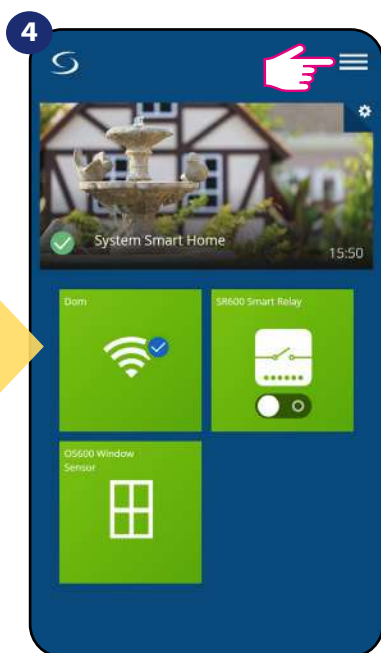 4
System Smart Home
15:50
Dom
SR600 Smart Relay
OS600 Window
Sensor